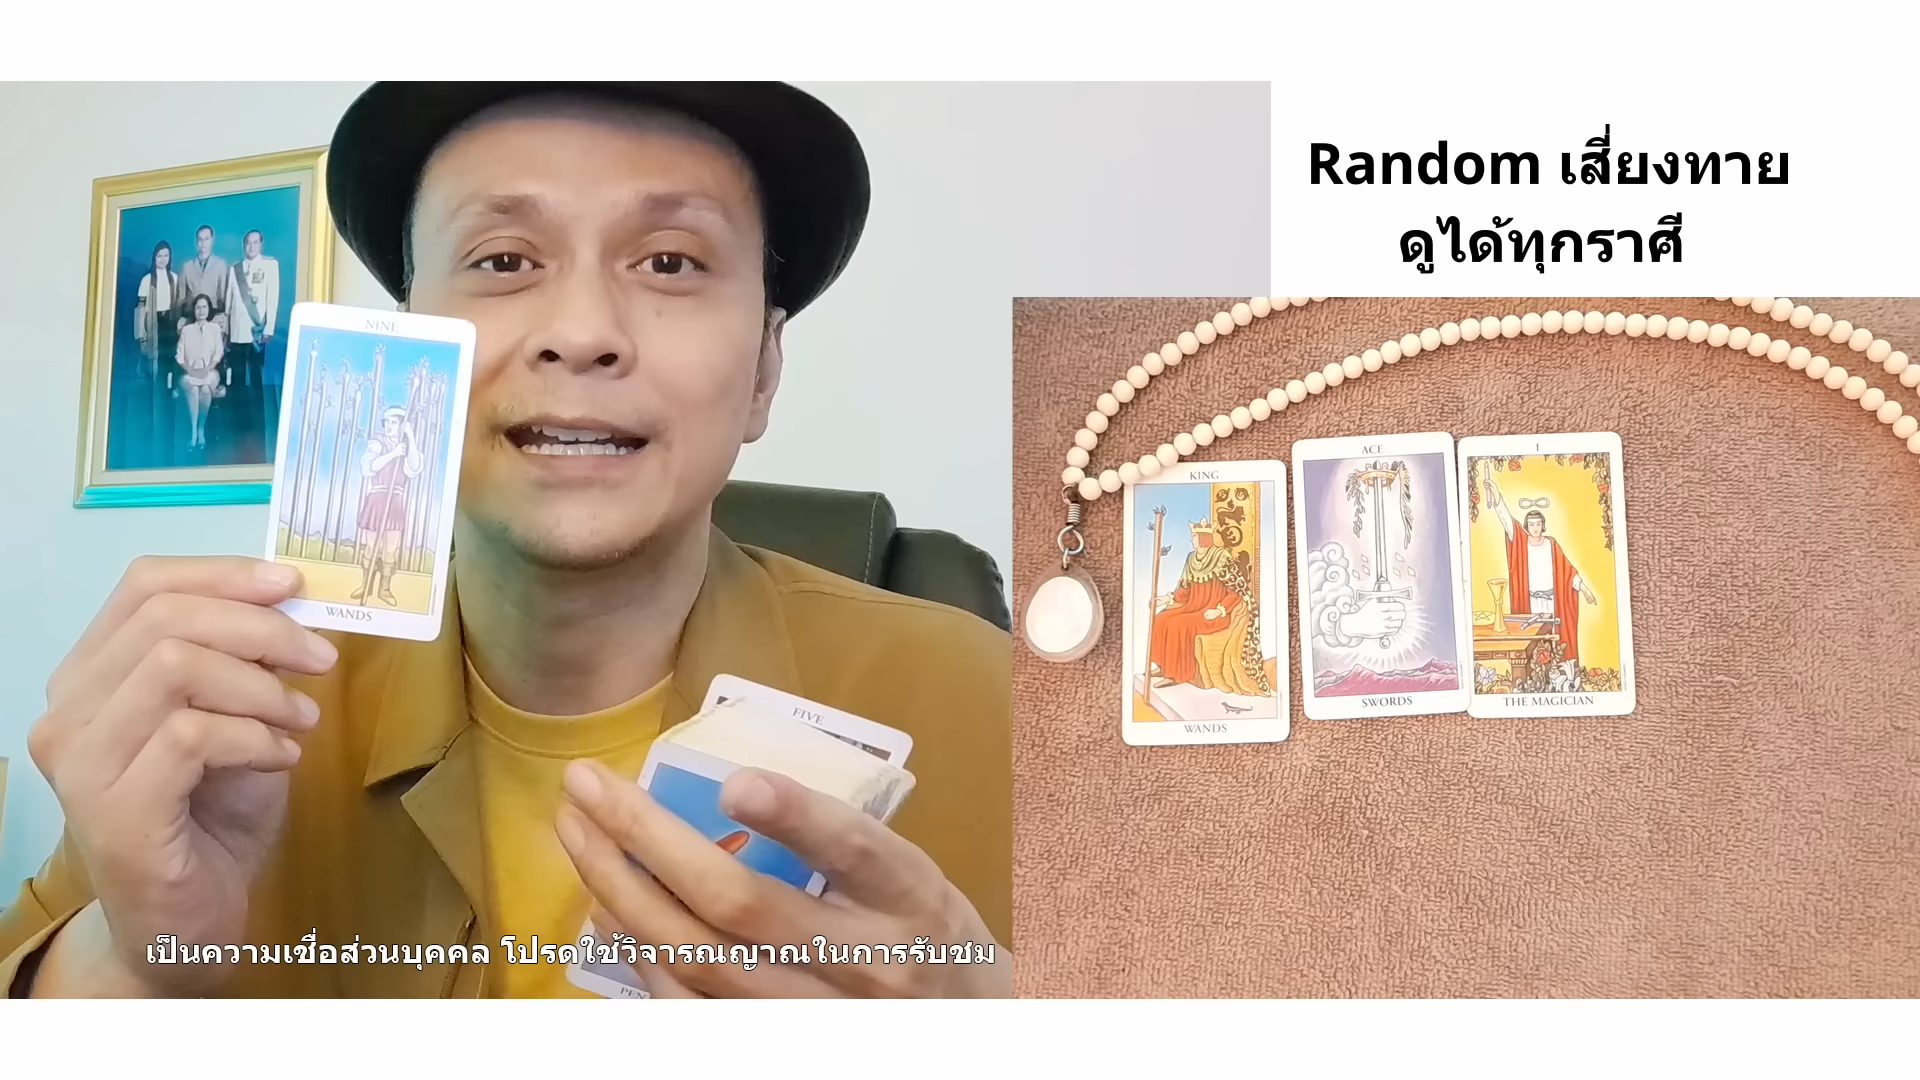 Random เสี่ยงทาย
ดูได้ทุกราศี
NINE
WANDS
FIVE
KING
WANDS
ACE
SWORDS
I
THE MAGICIAN
เป็นความเชื่อส่วนบุคคล โปรดใช้วิจารณญาณในการรับชม